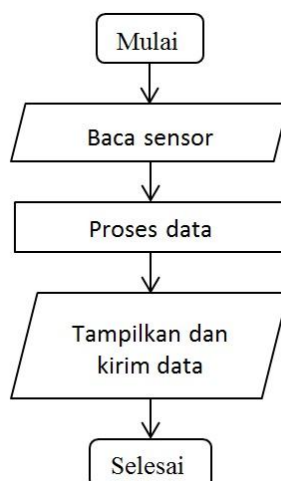 Mulai
Baca sensor
Proses data
Tampilkan dan
kirim data
Selesai